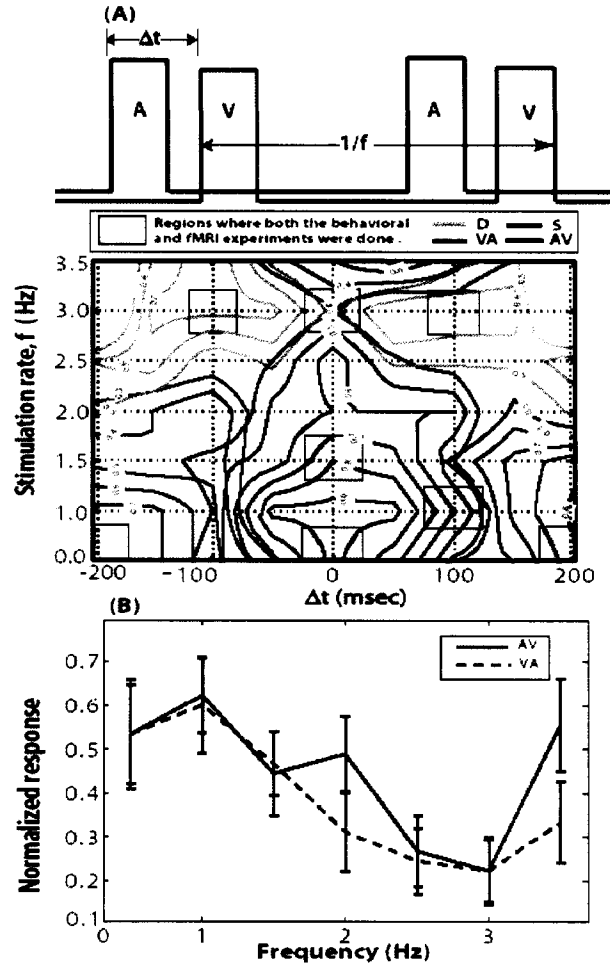 (A)
Δt
A
V
A
V
1/f
Regions where both the behavioral
and fMRI experiments were done.
D
S
VA
AV
Stimulation rate, f (Hz)
3.5
3.0
2.5
2.0
1.5
1.0
0.0
-200
-100
0
100
200
Δt (msec)
(B)
AV
VA
Normalized response
0.7
0.6
0.5
0.4
0.3
0.2
0.1
0
1
2
3
Frequency (Hz)